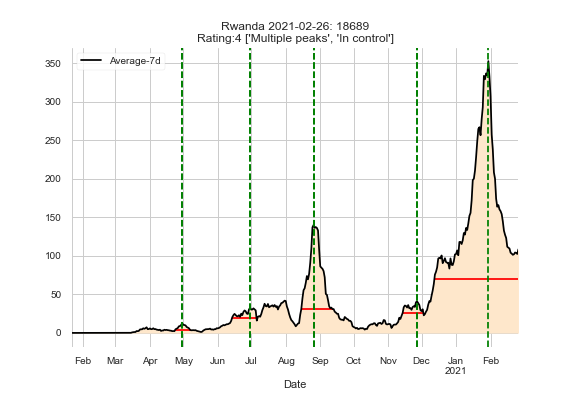 Rwanda 2021-02-26: 18689
Rating:4 ['Multiple peaks', 'In control']
Average-7d
350
300
250
200
150
100
50
0
Feb Mar Apr May Jun Jul Aug Sep Oct Nov Dec Jan Feb
2021
Date